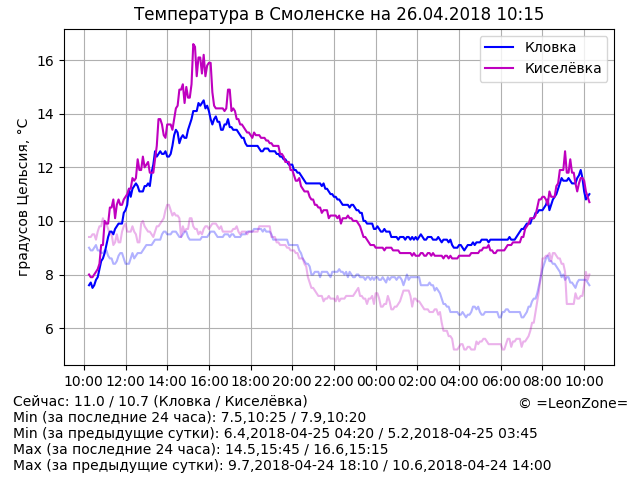 Температура в Смоленске на 26.04.2018 10:15
градусов Цельсия, °C
16
14
12
10
8
6
Кловка
Киселёвка
10:00 12:00 14:00 16:00 18:00 20:00 22:00 00:00 02:00 04:00 06:00 08:00 10:00
Сейчас: 11.0 / 10.7 (Кловка / Киселёвка)
© =LeonZone=
Min (за последние 24 часа): 7.5,10:25 / 7.9,10:20
Min (за предыдущие сутки): 6.4,2018-04-25 04:20 / 5.2,2018-04-25 03:45
Max (за последние 24 часа): 14.5,15:45 / 16.6,15:15
Max (за предыдущие сутки): 9.7,2018-04-24 18:10 / 10.6,2018-04-24 14:00